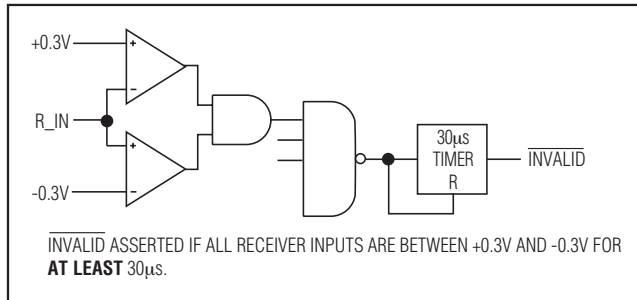 +0.3V
+
-
R_IN
+
-
-0.3V
30μs
TIMER
R
INVALID
INVALID ASSERTED IF ALL RECEIVER INPUTS ARE BETWEEN +0.3V AND -0.3V FOR
AT LEAST 30μs.